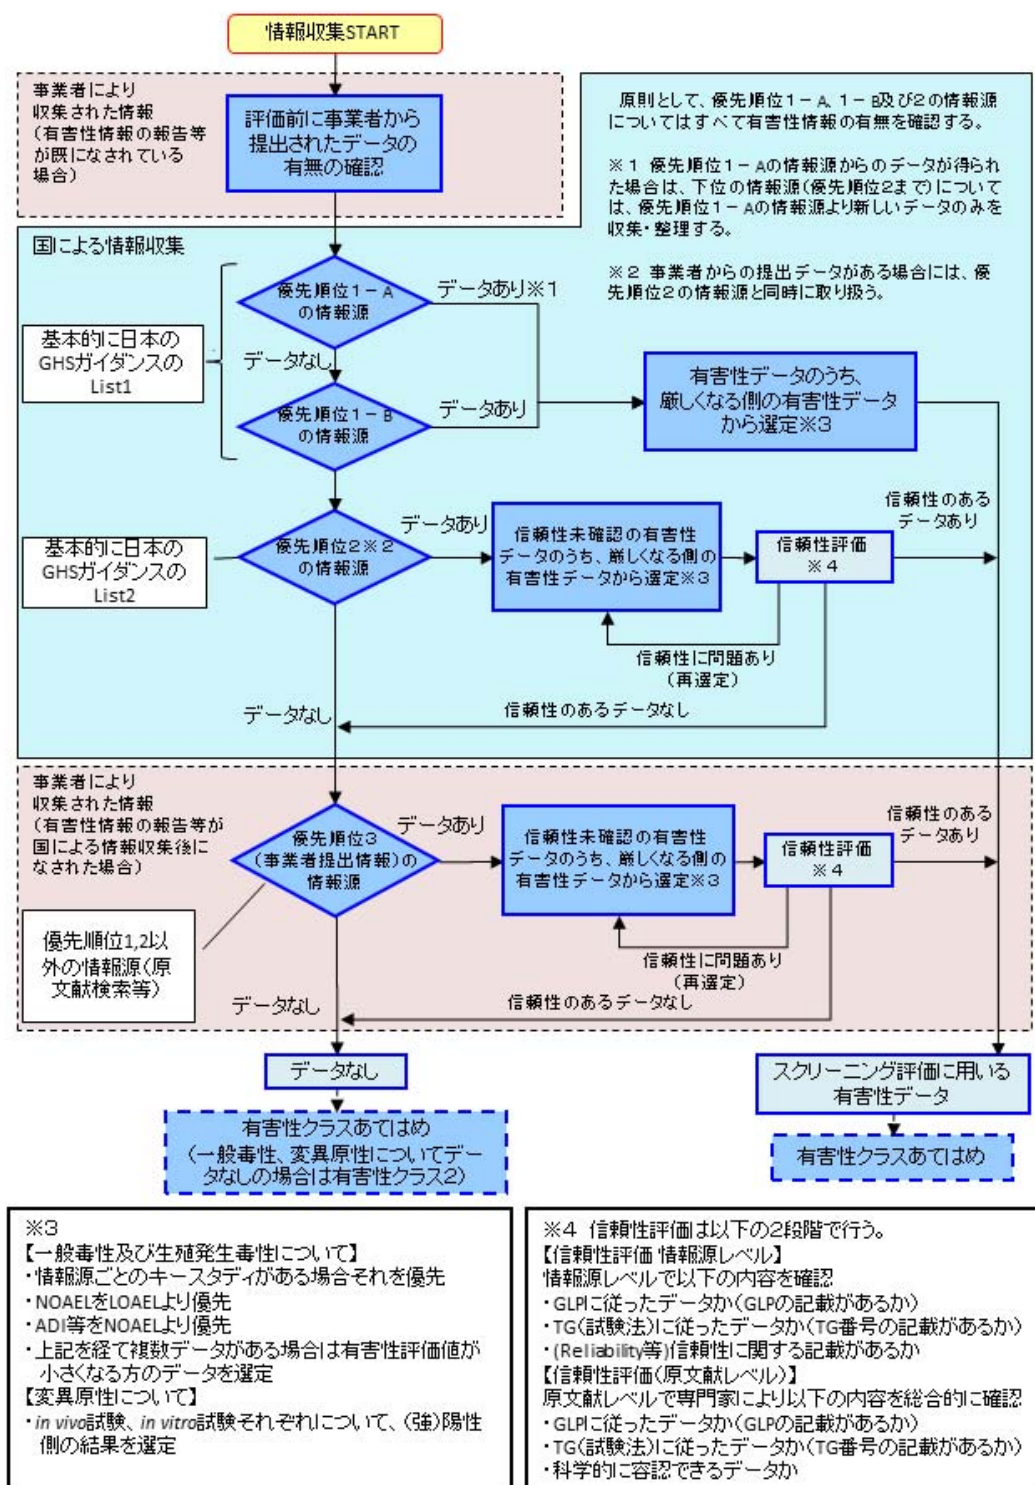 情報収集START
事業者により
収集された情報
(有害性情報の報告等
が既になされている
場合)
評価前に事業者から
提出されたデータの
有無の確認
原則として、優先順位1-A、1-B及び2の情報源
についてはすべて有害性情報の有無を確認する。
※1 優先順位1-Aの情報源からのデータが得られ
た場合は、下位の情報源(優先順位2まで)について
は、優先順位1-Aの情報源より新しいデータのみを
収集・整理する。
※2 事業者からの提出データがある場合には、優
先順位2の情報源と同時に取り扱う。
国による情報収集
優先順位1-A
の情報源
データあり※1
基本的に日本の
GHSガイダンスの
List1
データなし
優先順位1-B
の情報源
データあり
有害性データのうち、
厳しくなる側の有害性データ
から選定※3
優先順位2※2
の情報源
データあり
基本的に日本の
GHSガイダンスの
List2
信頼性未確認の有害性
データのうち、厳しくなる側の
有害性データから選定※3
信頼性評価
※4
信頼性のある
データあり
信頼性に問題あり
(再選定)
データなし
信頼性のあるデータなし
事業者により
収集された情報
(有害性情報の報告等が
国による情報収集後に
なされた場合)
優先順位3
(事業者提出情報)の
情報源
データあり
信頼性未確認の有害性
データのうち、厳しくなる側の
有害性データから選定※3
信頼性評価
※4
信頼性のある
データあり
優先順位1,2以
外の情報源(原
文献検索等)
信頼性に問題あり
(再選定)
データなし
信頼性のあるデータなし
データなし
スクリーニング評価に用いる
有害性データ
有害性クラスあてはめ
(一般毒性、変異原性についてデー
タなしの場合は有害性クラス2)
有害性クラスあてはめ
※3
【一般毒性及び生殖発生毒性について】
・情報源ごとのキースタディがある場合それを優先
・NOAELをLOAELより優先
・ADI等をNOAELより優先
・上記を経て複数データがある場合は有害性評価値が
小さくなる方のデータを選定
【変異原性について】
・in vivo試験、in vitro試験それぞれについて、(強)陽性
側の結果を選定
※4 信頼性評価は以下の2段階で行う。
【信頼性評価 情報源レベル】
情報源レベルで以下の内容を確認
・GLPに従ったデータか(GLPの記載があるか)
・TG(試験法)に従ったデータか(TG番号の記載があるか)
・(Reliability等)信頼性に関する記載があるか
【信頼性評価(原文献レベル)】
原文献レベルで専門家により以下の内容を総合的に確認
・GLPに従ったデータか(GLPの記載があるか)
・TG(試験法)に従ったデータか(TG番号の記載があるか)
・科学的に容認できるデータか